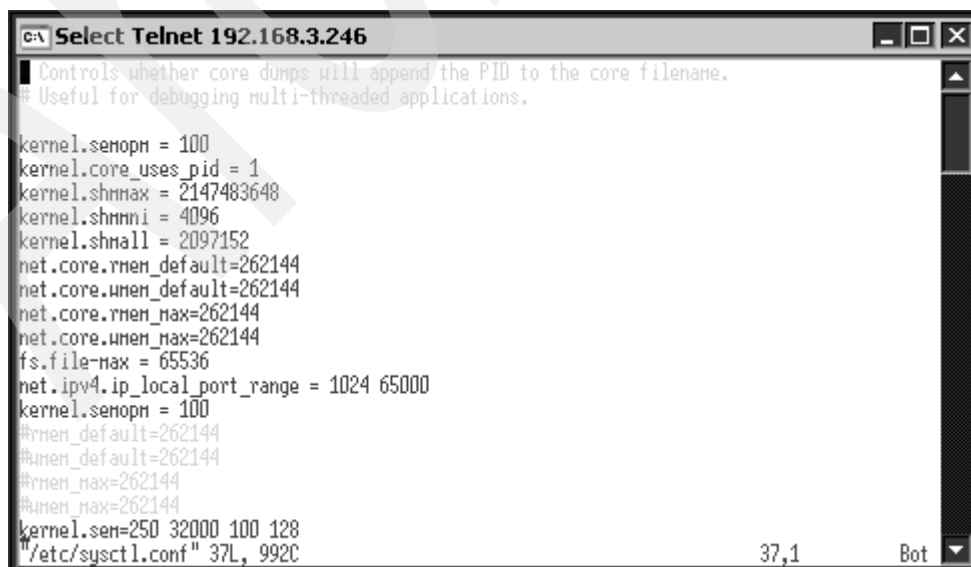 Select Telnet 192.168.3.246
Controls whether core dumps will append the PID to the core filename.
# Useful for debugging multi-threaded applications.
kernel.semopm = 100
kernel.core_uses_pid = 1
kernel.shmmax = 2147483648
kernel.shmmni = 4096
kernel.shmall = 2097152
net.core.rmem_default=262144
net.core.wmem_default=262144
net.core.rmem_max=262144
net.core.wmem_max=262144
fs.file-max = 65536
net.ipv4.ip_local_port_range = 1024 65000
kernel.semopm = 100
#rmem_default=262144
#wmem_default=262144
#rmem_max=262144
#wmem_max=262144
kernel.sem=250 32000 100 128
"/etc/sysctl.conf" 37L, 992C 37,1 Bot